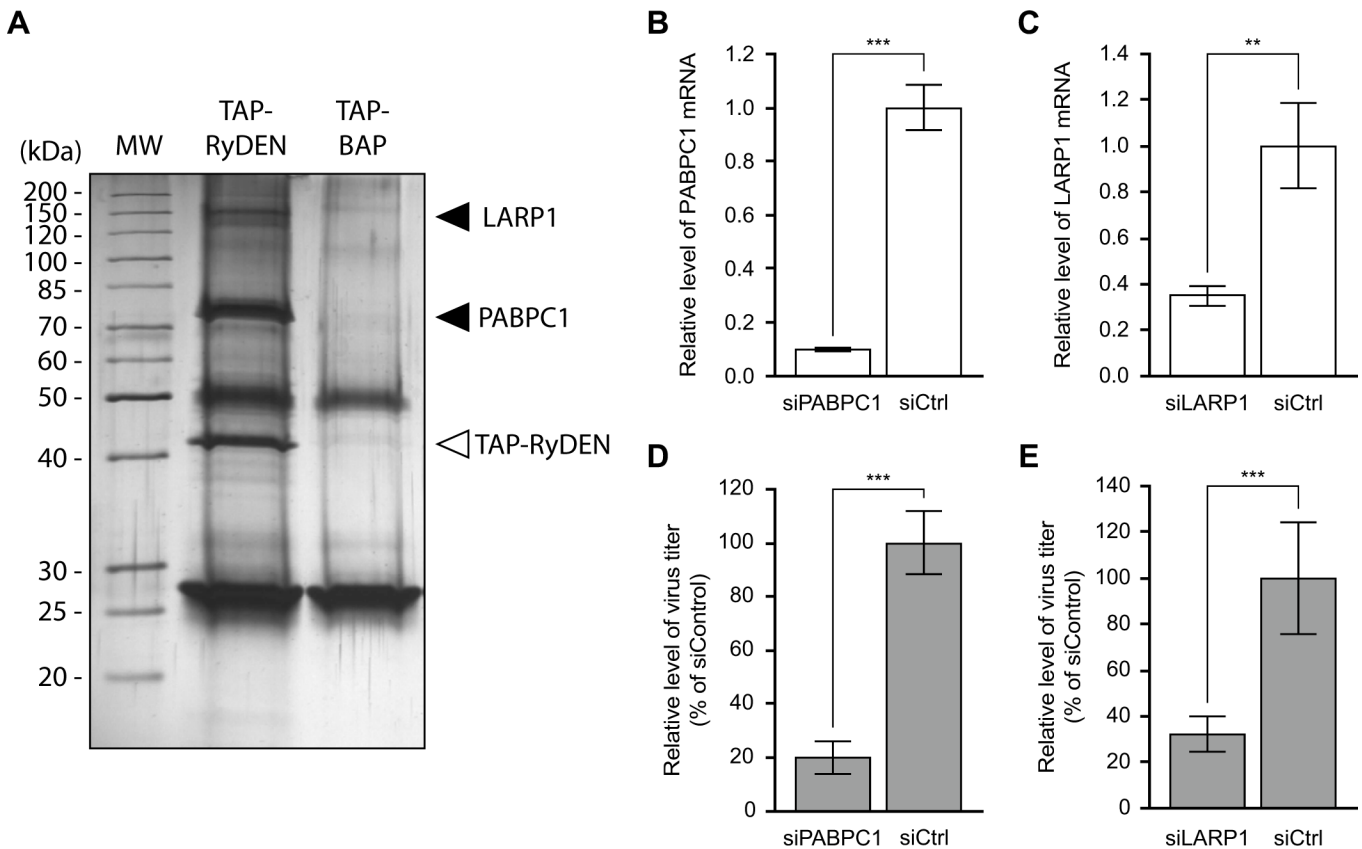 A
TAP-
RyDEN
TAP-
BAP
(kDa)
MW
200 -
150 -
120 -
100 -
85 -
70 -
60 -
50 -
40 -
30 -
25 -
20 -
LARP1
PABPC1
TAP-RyDEN
B
Relative level of PABPC1 mRNA
1.2
1.0
0.8
0.6
0.4
0.2
0.0
***
siPABPC1
siCtrl
C
Relative level of LARP1 mRNA
1.4
1.2
1.0
0.8
0.6
0.4
0.2
0.0
**
siLARP1
siCtrl
D
Relative level of virus titer
(% of siControl)
120
100
80
60
40
20
0
***
siPABPC1
siCtrl
E
Relative level of virus titer
(% of siControl)
140
120
100
80
60
40
20
0
***
siLARP1
siCtrl